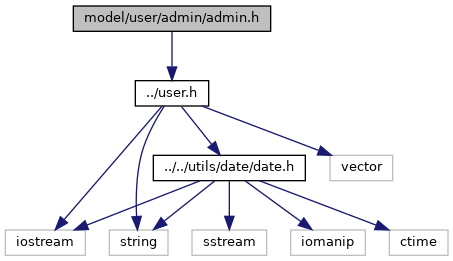 model/user/admin/admin.h
../user.h
../../utils/date/date.h
vector
iostream
string
sstream
iomanip
ctime